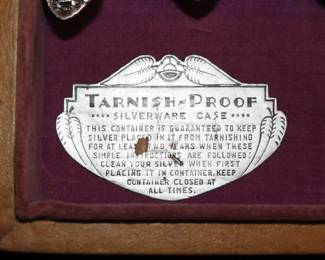 TARNISH-PROOF
SILVERWARE CASE
THIS CONTAINER IS GUARANTEED TO KEEP
SILVER PLACED IN IT FROM TARNISHING
FOR AT LEAST YEARS WHEN THESE
SIMPLE INSTRUCTIONS ARE FOLLOWED:
CLEAN YOUR SILVER WHEN FIRST
PLACING IT IN CONTAINER. KEEP
CONTAINER CLOSED AT
ALL TIMES.